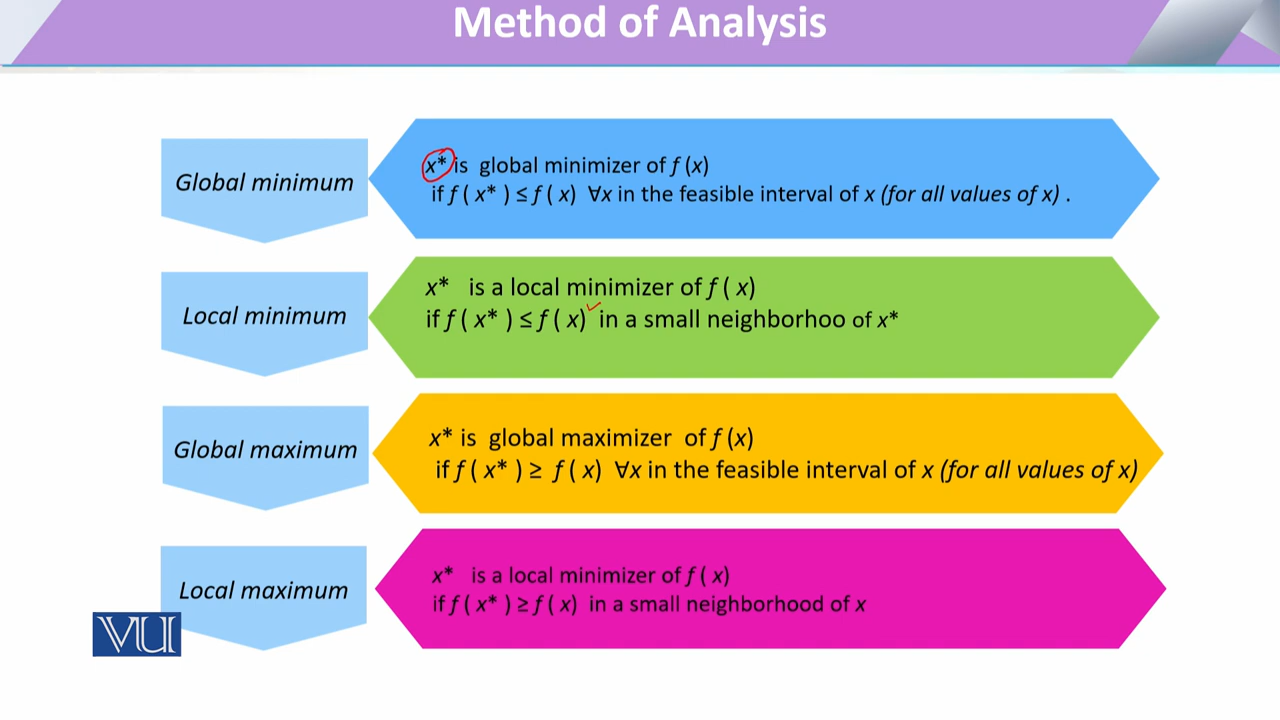 Method of Analysis
Global minimum
x* is global minimizer of f (x)
if f ( x* ) ≤ f ( x) ∀x in the feasible interval of x (for all values of x) .
Local minimum
x* is a local minimizer of f ( x)
if f ( x* ) ≤ f ( x) in a small neighborhoo of x*
Global maximum
x* is global maximizer of f (x)
if f ( x* ) ≥ f ( x) ∀x in the feasible interval of x (for all values of x)
Local maximum
x* is a local minimizer of f ( x)
if f ( x* ) ≥ f ( x) in a small neighborhood of x
VU